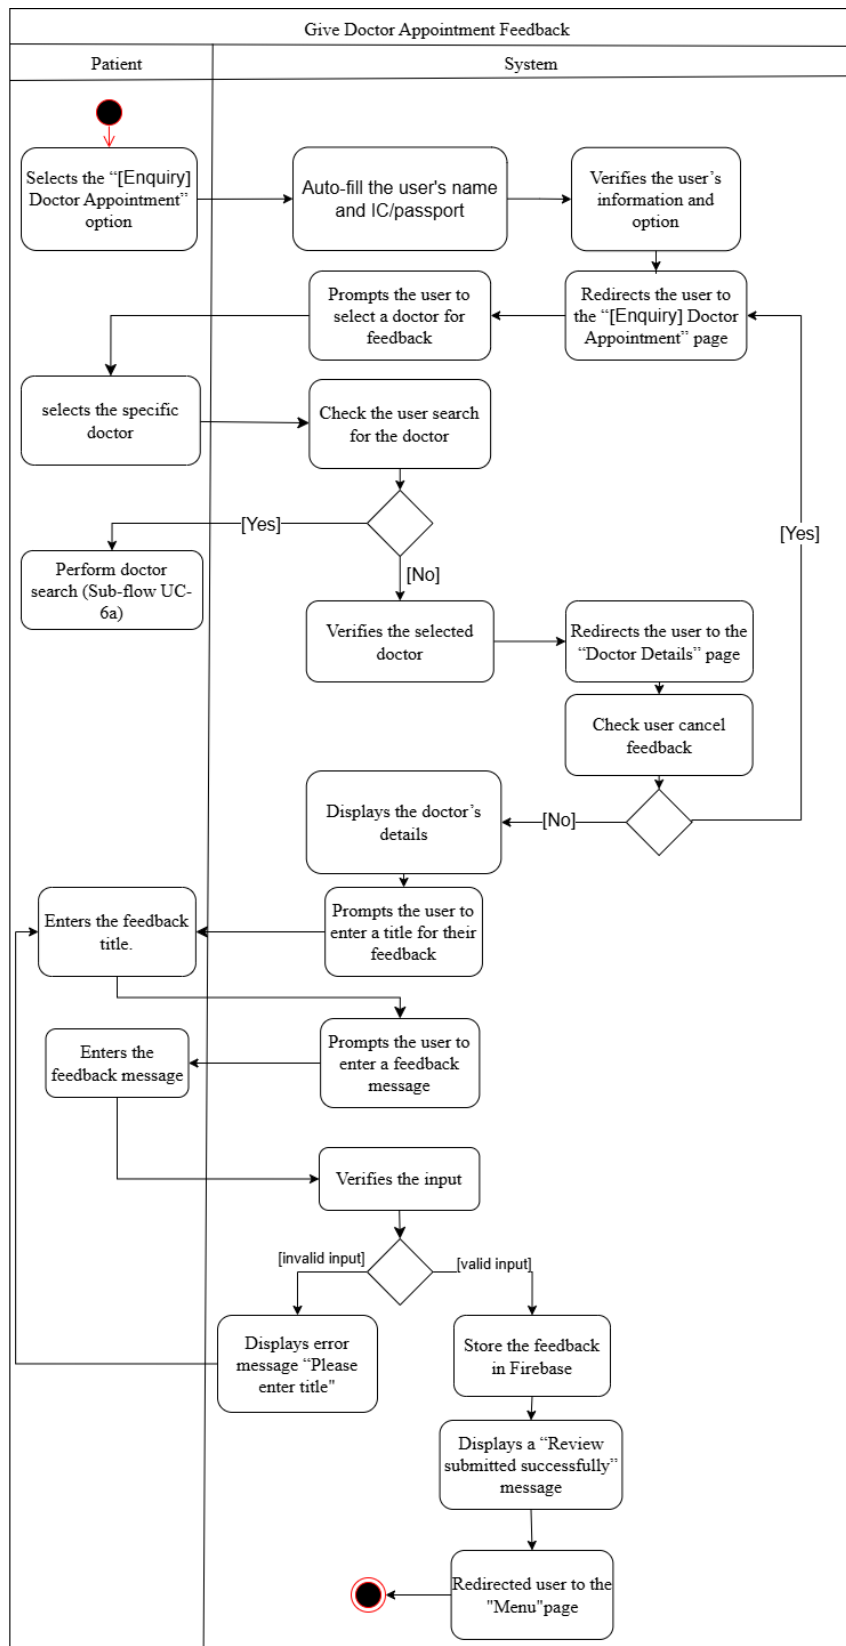 Give Doctor Appointment Feedback
Patient
System
Selects the “[Enquiry]
Doctor Appointment”
option
Auto-fill the user's name
and IC/passport
Verifies the user’s
information and
option
Prompts the user to
select a doctor for
feedback
Redirects the user to
the “[Enquiry] Doctor
Appointment” page
selects the specific
doctor
Check the user search
for the doctor
[Yes]
[Yes]
[No]
Perform doctor
search (Sub-flow UC-
6a)
Verifies the selected
doctor
Redirects the user to the
“Doctor Details” page
Check user cancel
feedback
Displays the doctor’s
details
[No]
Enters the feedback
title.
Prompts the user to
enter a title for their
feedback
Enters the
feedback message
Prompts the user to
enter a feedback
message
Verifies the input
[invalid input]
[valid input]
Displays error
message “Please
enter title"
Store the feedback
in Firebase
Displays a “Review
submitted successfully”
message
Redirected user to the
"Menu"page